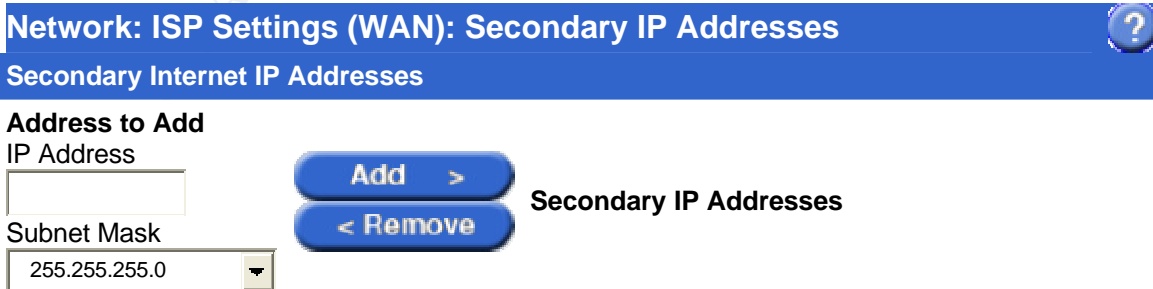 Network: ISP Settings (WAN): Secondary IP Addresses
?
Secondary Internet IP Addresses
Address to Add
IP Address
Add >
< Remove
Secondary IP Addresses
Subnet Mask
255.255.255.0